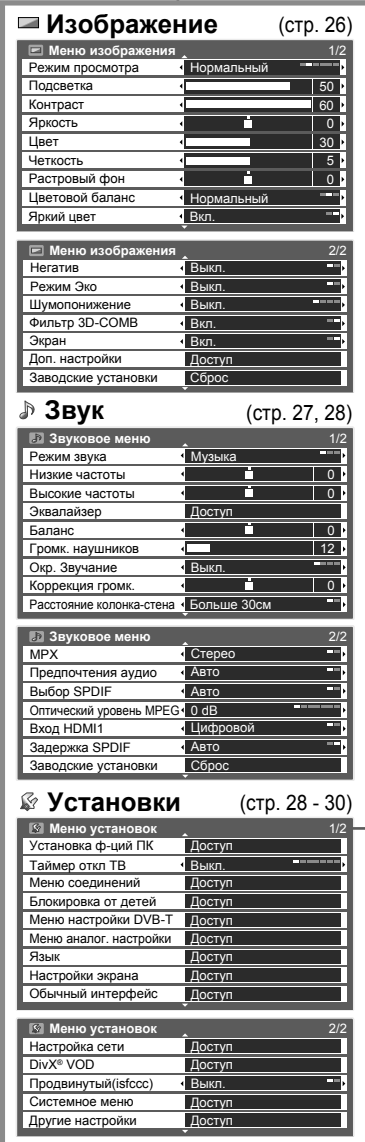 Изображение (стр. 26)
Меню изображения 1/2
Режим просмотра Нормальный
Подсветка 50
Контраст 60
Яркость 0
Цвет 30
Четкость 5
Растровый фон 0
Цветовой баланс Нормальный
Яркий цвет Вкл.
Меню изображения 2/2
Негатив Выкл.
Режим Эко Выкл.
Шумопонижение Выкл.
Фильтр 3D-COMB Вкл.
Экран Вкл.
Доп. настройки Доступ
Заводские установки Сброс
Звук (стр. 27, 28)
Звуковое меню 1/2
Режим звука Музыка
Низкие частоты 0
Высокие частоты 0
Эквалайзер Доступ
Баланс 0
Громк. наушников 12
Окр. Звучание Выкл.
Коррекция громк. 0
Расстояние колонка-стена Больше 30см
Звуковое меню 2/2
MPX Стерео
Предпочтения аудио Авто
Выбор SPDIF Авто
Оптический уровень MPEG 0 dB
Вход HDMI1 Цифровой
Задержка SPDIF Авто
Заводские установки Сброс
Установки (стр. 28 - 30)
Меню установок 1/2
Установка ф-ций ПК Доступ
Таймер откл ТВ Выкл.
Меню соединений Доступ
Блокировка от детей Доступ
Меню настройки DVB-T Доступ
Меню аналог. настройки Доступ
Язык Доступ
Настройки экрана Доступ
Обычный интерфейс Доступ
Меню установок 2/2
Настройка сети Доступ
DivX® VOD Доступ
Продвинутый(isfccc) Выкл.
Системное меню Доступ
Другие настройки Доступ